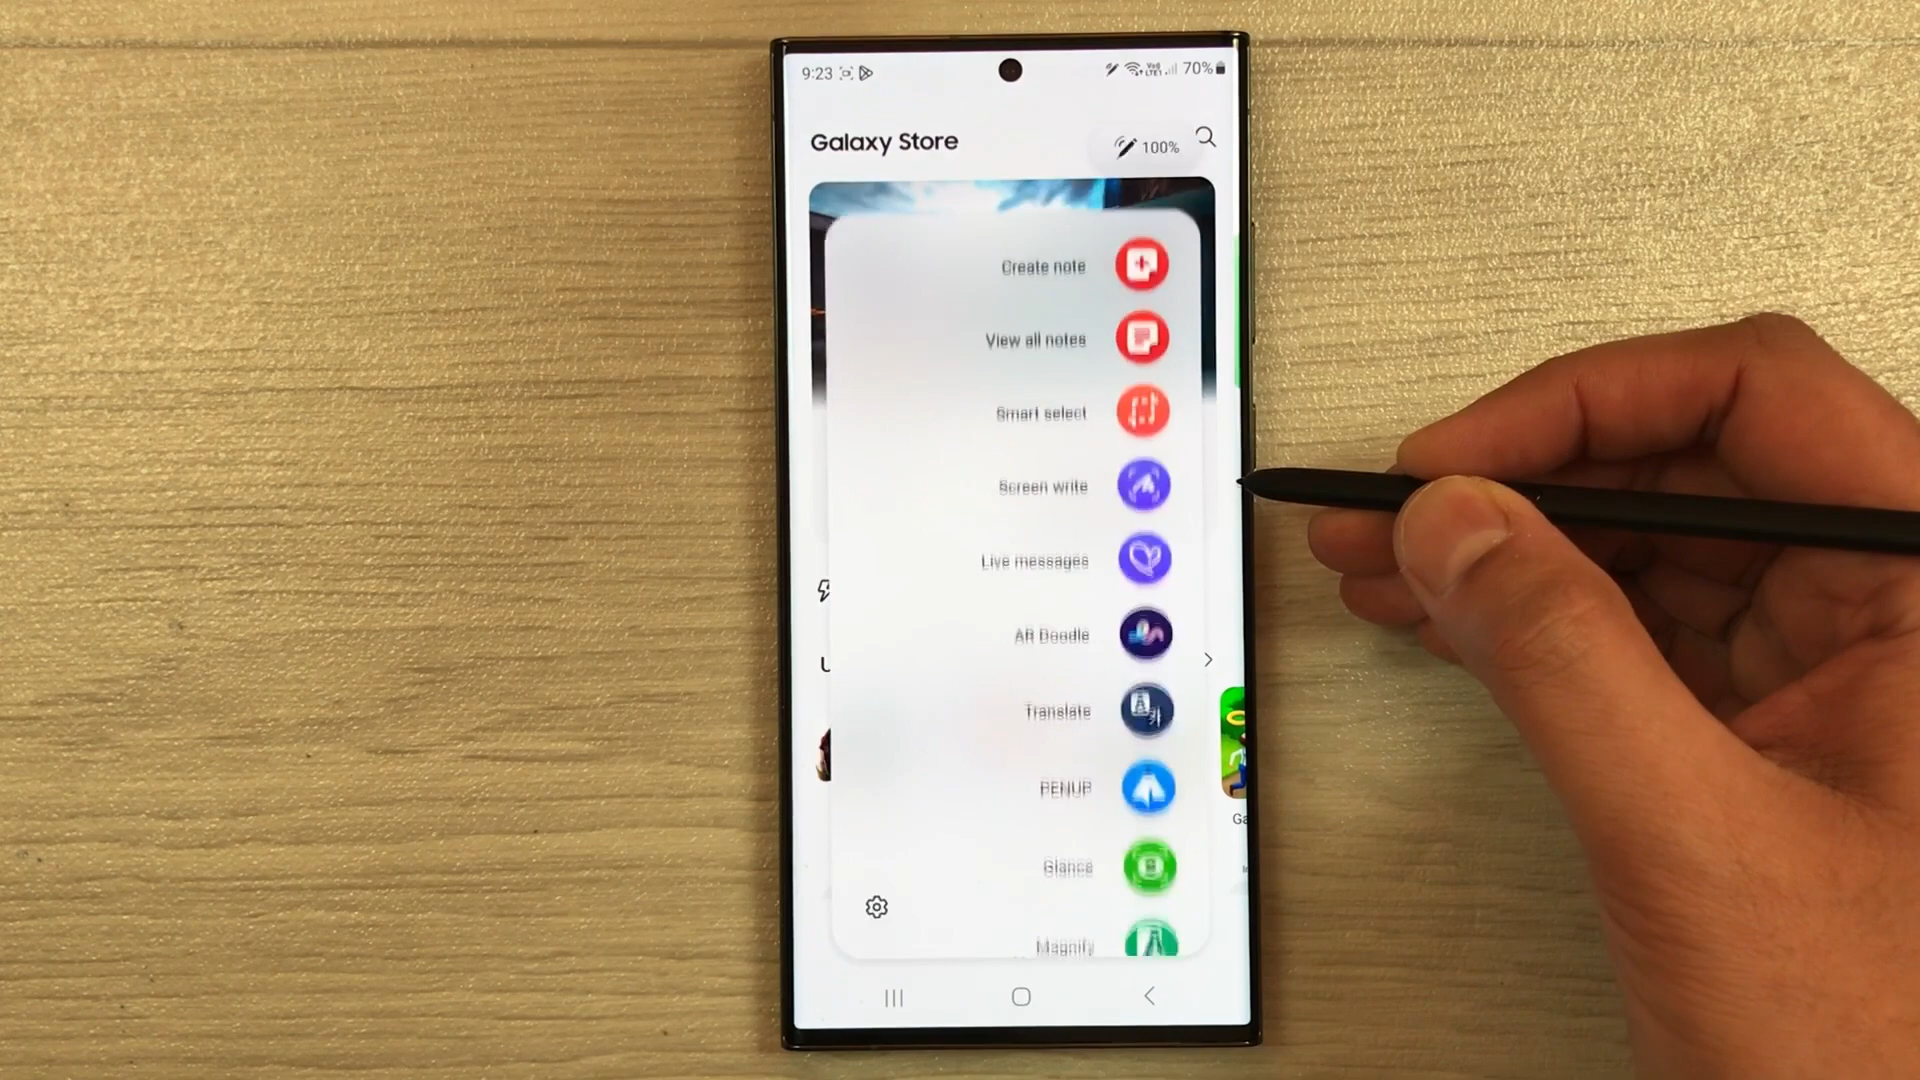 9:23 70%
Galaxy Store 100%
Create note
View all notes
Smart select
Screen write
Live messages
AR Doodle
Translate
PENUP
Glance
Magnify
Ga